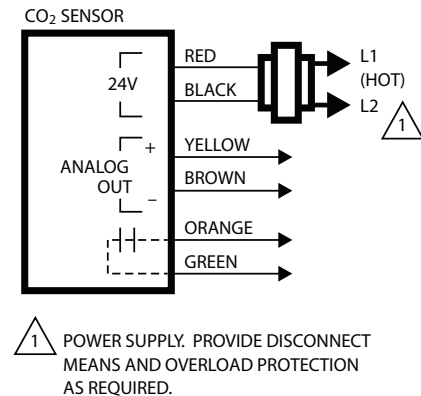 CO₂ SENSOR
24V
RED
BLACK
L1
(HOT)
L2
1
ANALOG
OUT
+
–
YELLOW
BROWN
ORANGE
GREEN
1 POWER SUPPLY. PROVIDE DISCONNECT
MEANS AND OVERLOAD PROTECTION
AS REQUIRED.